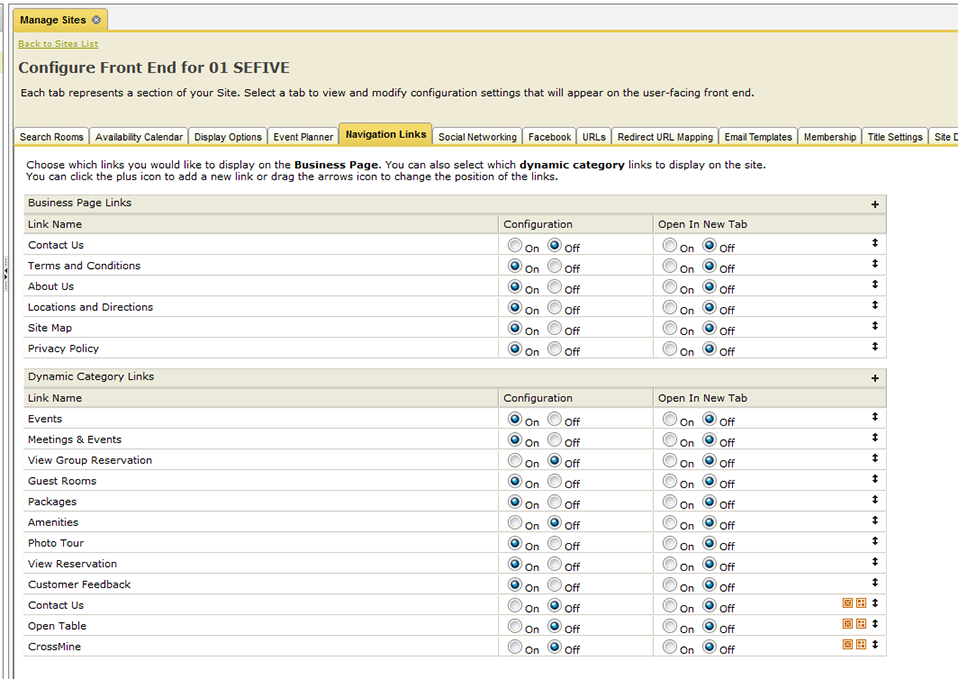 Manage Sites
Back to Sites List
Configure Front End for 01 SEFIVE
Each tab represents a section of your Site. Select a tab to view and modify configuration settings that will appear on the user-facing front end.
Search Rooms Availability Calendar Display Options Event Planner Navigation Links Social Networking Facebook URLs Redirect URL Mapping Email Templates Membership Title Settings Site D
Choose which links you would like to display on the Business Page. You can also select which dynamic category links to display on the site.
You can click the plus icon to add a new link or drag the arrows icon to change the position of the links.
Business Page Links +
Link Name Configuration Open In New Tab
Contact Us On Off On Off
Terms and Conditions On Off On Off
About Us On Off On Off
Locations and Directions On Off On Off
Site Map On Off On Off
Privacy Policy On Off On Off
Dynamic Category Links +
Link Name Configuration Open In New Tab
Events On Off On Off
Meetings & Events On Off On Off
View Group Reservation On Off On Off
Guest Rooms On Off On Off
Packages On Off On Off
Amenities On Off On Off
Photo Tour On Off On Off
View Reservation On Off On Off
Customer Feedback On Off On Off
Contact Us On Off On Off
Open Table On Off On Off
CrossMine On Off On Off